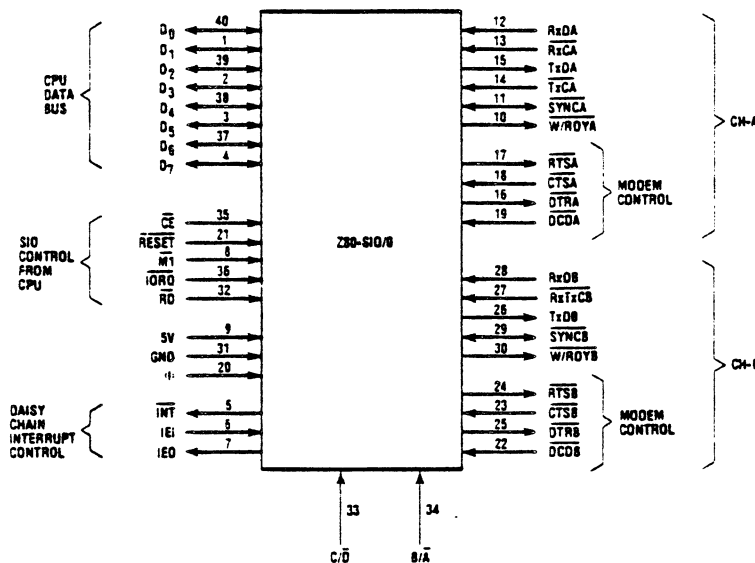 CPU
DATA
BUS
D0 40
D1 1
D2 39
D3 2
D4 38
D5 3
D6 37
D7 4
SIO
CONTROL
FROM
CPU
CE 35
RESET 21
M1 8
IORQ 36
RD 32
5V 9
GND 31
20
DAISY
CHAIN
INTERRUPT
CONTROL
INT 5
IEI 6
IEO 7
Z80-SIO/0
12 RxDA
13 RxCA
15 TxDA
14 TxCA
11 SYNCA
10 W/RDYA
17 RTSA
18 CTSA
16 DTRA
19 DCDA
MODEM
CONTROL
CH-A
28 RxDB
27 RxTxCB
26 TxDB
29 SYNCB
30 W/RDYB
24 RTSB
23 CTSB
25 DTRB
22 DCDB
MODEM
CONTROL
33
34
C/D
B/A